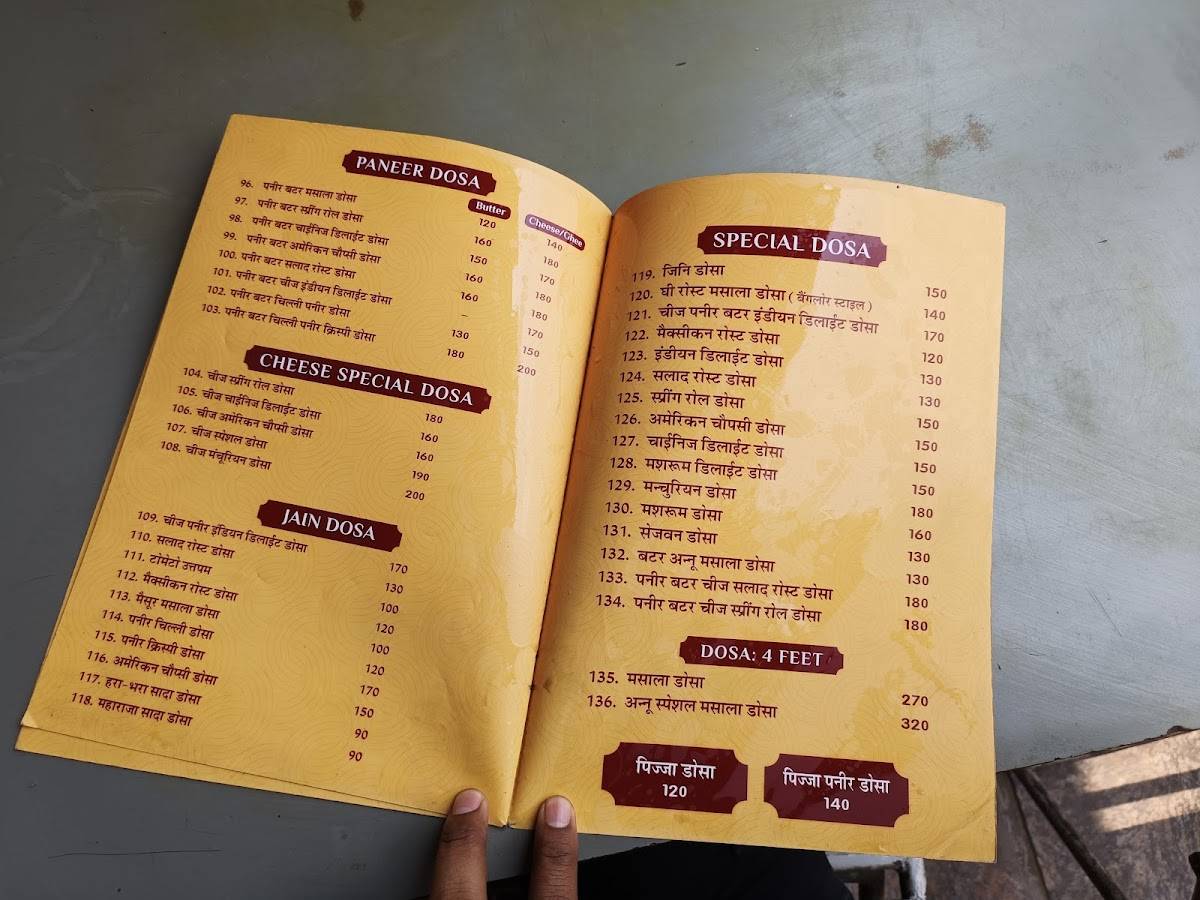 PANEER DOSA
Butter Cheese/Ghee
96. पनीर बटर मसाला डोसा 120 140
97. पनीर बटर स्प्रींग रोल डोसा 160 180
98. पनीर बटर चाईनिज डिलाईट डोसा 150 170
99. पनीर बटर अमेरिकन चौप्सी डोसा 160 180
100. पनीर बटर सलाद रोस्ट डोसा 160 180
101. पनीर बटर चीज इंडीयन डिलाईट डोसा – 170
102. पनीर बटर चिल्ली पनीर डोसा 130 150
103. पनीर बटर चिल्ली पनीर क्रिस्पी डोसा 180 200
CHEESE SPECIAL DOSA
104. चीज स्प्रींग रोल डोसा 180
105. चीज चाईनिज डिलाईट डोसा 160
106. चीज अमेरिकन चौप्सी डोसा 160
107. चीज स्पेशल डोसा 190
108. चीज मंचूरियन डोसा 200
JAIN DOSA
109. चीज पनीर इंडियन डिलाईट डोसा 170
110. सलाद रोस्ट डोसा 130
111. टोमेटो उत्तपम 100
112. मैक्सीकन रोस्ट डोसा 120
113. मैसूर मसाला डोसा 100
114. पनीर चिल्ली डोसा 120
115. पनीर क्रिस्पी डोसा 170
116. अमेरिकन चौप्सी डोसा 150
117. हरा-भरा सादा डोसा 90
118. महाराजा सादा डोसा 90
SPECIAL DOSA
119. जिनि डोसा 150
120. घी रोस्ट मसाला डोसा ( बैंगलोर स्टाइल ) 140
121. चीज पनीर बटर इंडीयन डिलाईट डोसा 170
122. मैक्सीकन रोस्ट डोसा 120
123. इंडीयन डिलाईट डोसा 130
124. सलाद रोस्ट डोसा 130
125. स्प्रींग रोल डोसा 150
126. अमेरिकन चौपसी डोसा 150
127. चाईनिज डिलाईट डोसा 150
128. मशरूम डिलाईट डोसा 150
129. मन्चुरियन डोसा 180
130. मशरूम डोसा 160
131. सेजवन डोसा 130
132. बटर अन्नू मसाला डोसा 130
133. पनीर बटर चीज सलाद रोस्ट डोसा 180
134. पनीर बटर चीज स्प्रींग रोल डोसा 180
DOSA: 4 FEET
135. मसाला डोसा 270
136. अन्नू स्पेशल मसाला डोसा 320
पिज्जा डोसा
120
पिज्जा पनीर डोसा
140